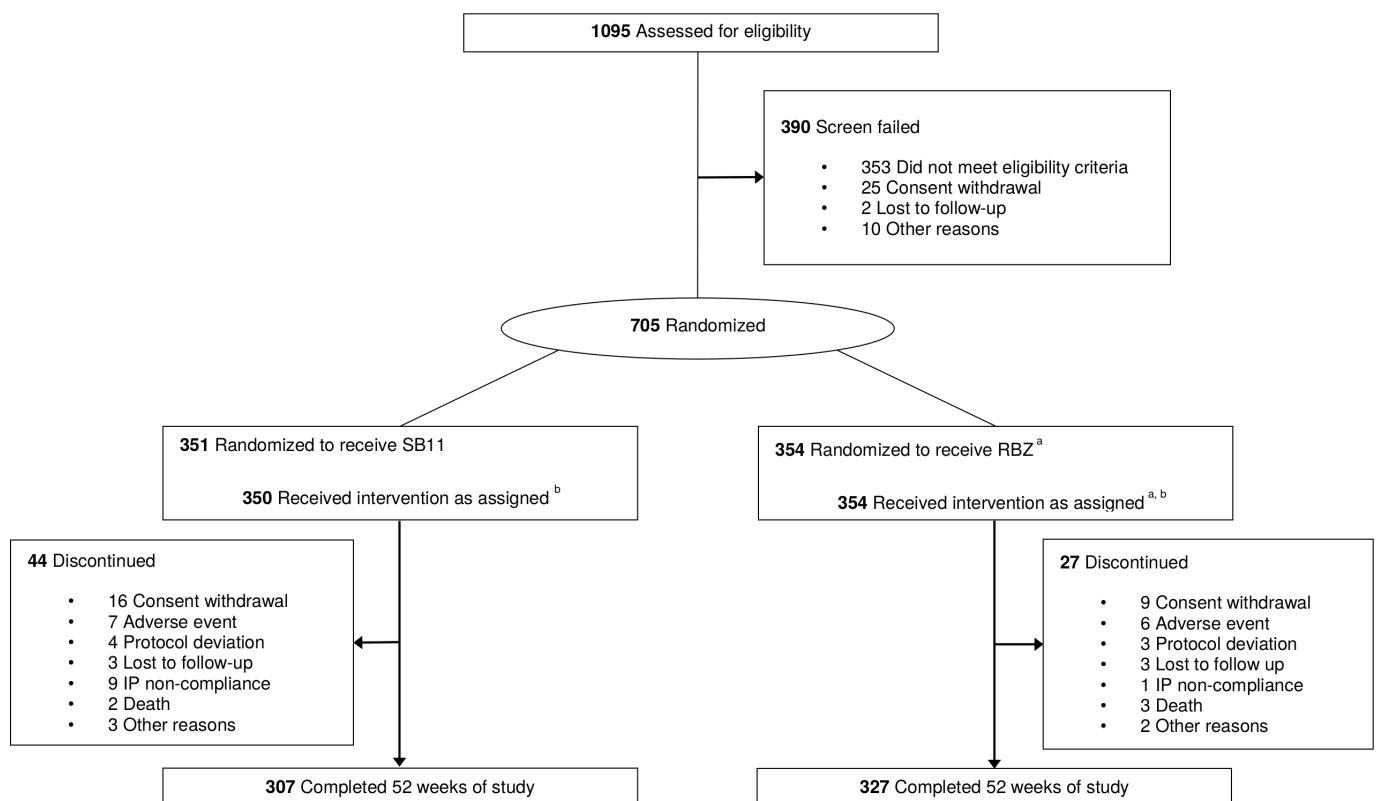 1095 Assessed for eligibility
390 Screen failed
• 353 Did not meet eligibility criteria
• 25 Consent withdrawal
• 2 Lost to follow-up
• 10 Other reasons
705 Randomized
351 Randomized to receive SB11
350 Received intervention as assigned b
354 Randomized to receive RBZ a
354 Received intervention as assigned a, b
44 Discontinued
• 16 Consent withdrawal
• 7 Adverse event
• 4 Protocol deviation
• 3 Lost to follow-up
• 9 IP non-compliance
• 2 Death
• 3 Other reasons
27 Discontinued
• 9 Consent withdrawal
• 6 Adverse event
• 3 Protocol deviation
• 3 Lost to follow up
• 1 IP non-compliance
• 3 Death
• 2 Other reasons
307 Completed 52 weeks of study
327 Completed 52 weeks of study